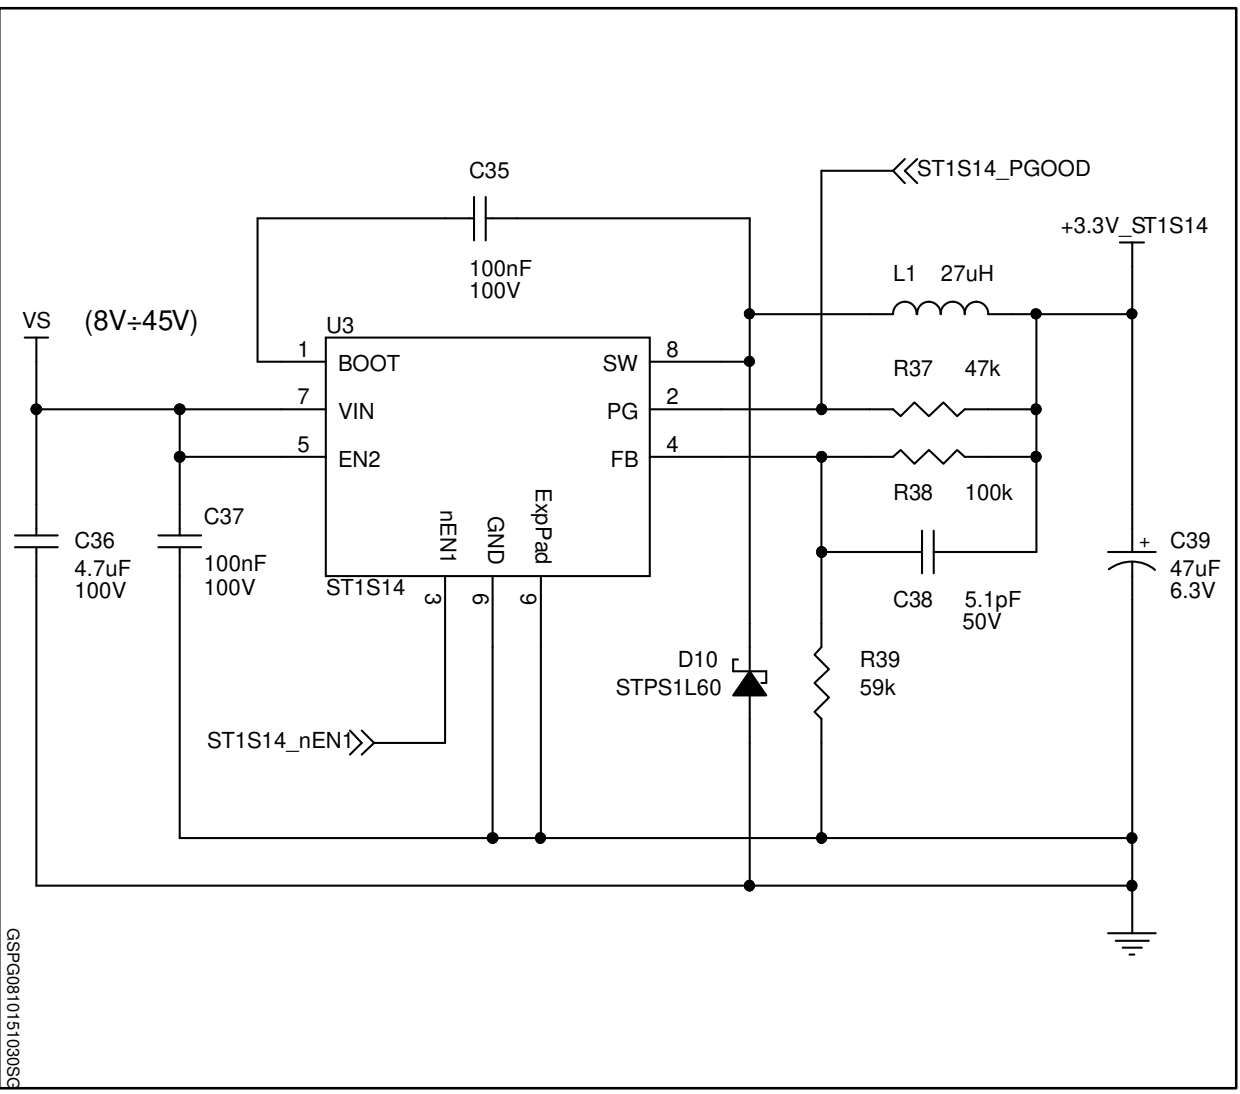 C35
100nF
100V
ST1S14_PGOOD
+3.3V_ST1S14
L1 27uH
VS (8V÷45V)
U3
1 BOOT
SW 8
R37 47k
7 VIN
PG 2
5 EN2
FB 4
R38 100k
nEN1
GND
ExpPad
C36
4.7uF
100V
C37
100nF
100V
ST1S14
3
6
9
+
C39
47uF
6.3V
C38 5.1pF
50V
D10
STPS1L60
R39
59k
ST1S14_nEN1
GSPG0810151030SG